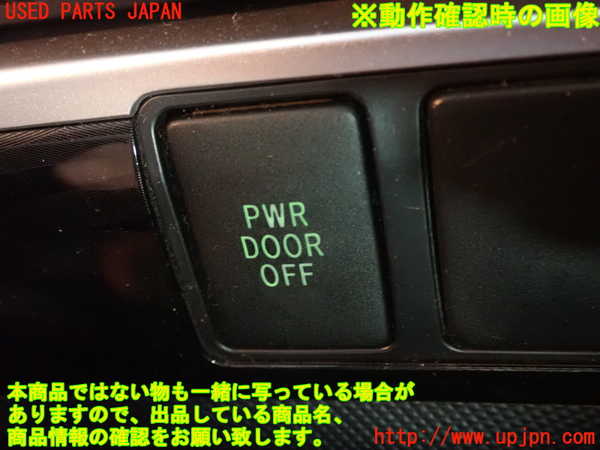 USED PARTS JAPAN
※動作確認時の画像
PWR
DOOR
OFF
本商品ではない物も一緒に写っている場合が
ありますので、出品している商品名、
商品情報の確認をお願い致します。
http://www.upjpn.com